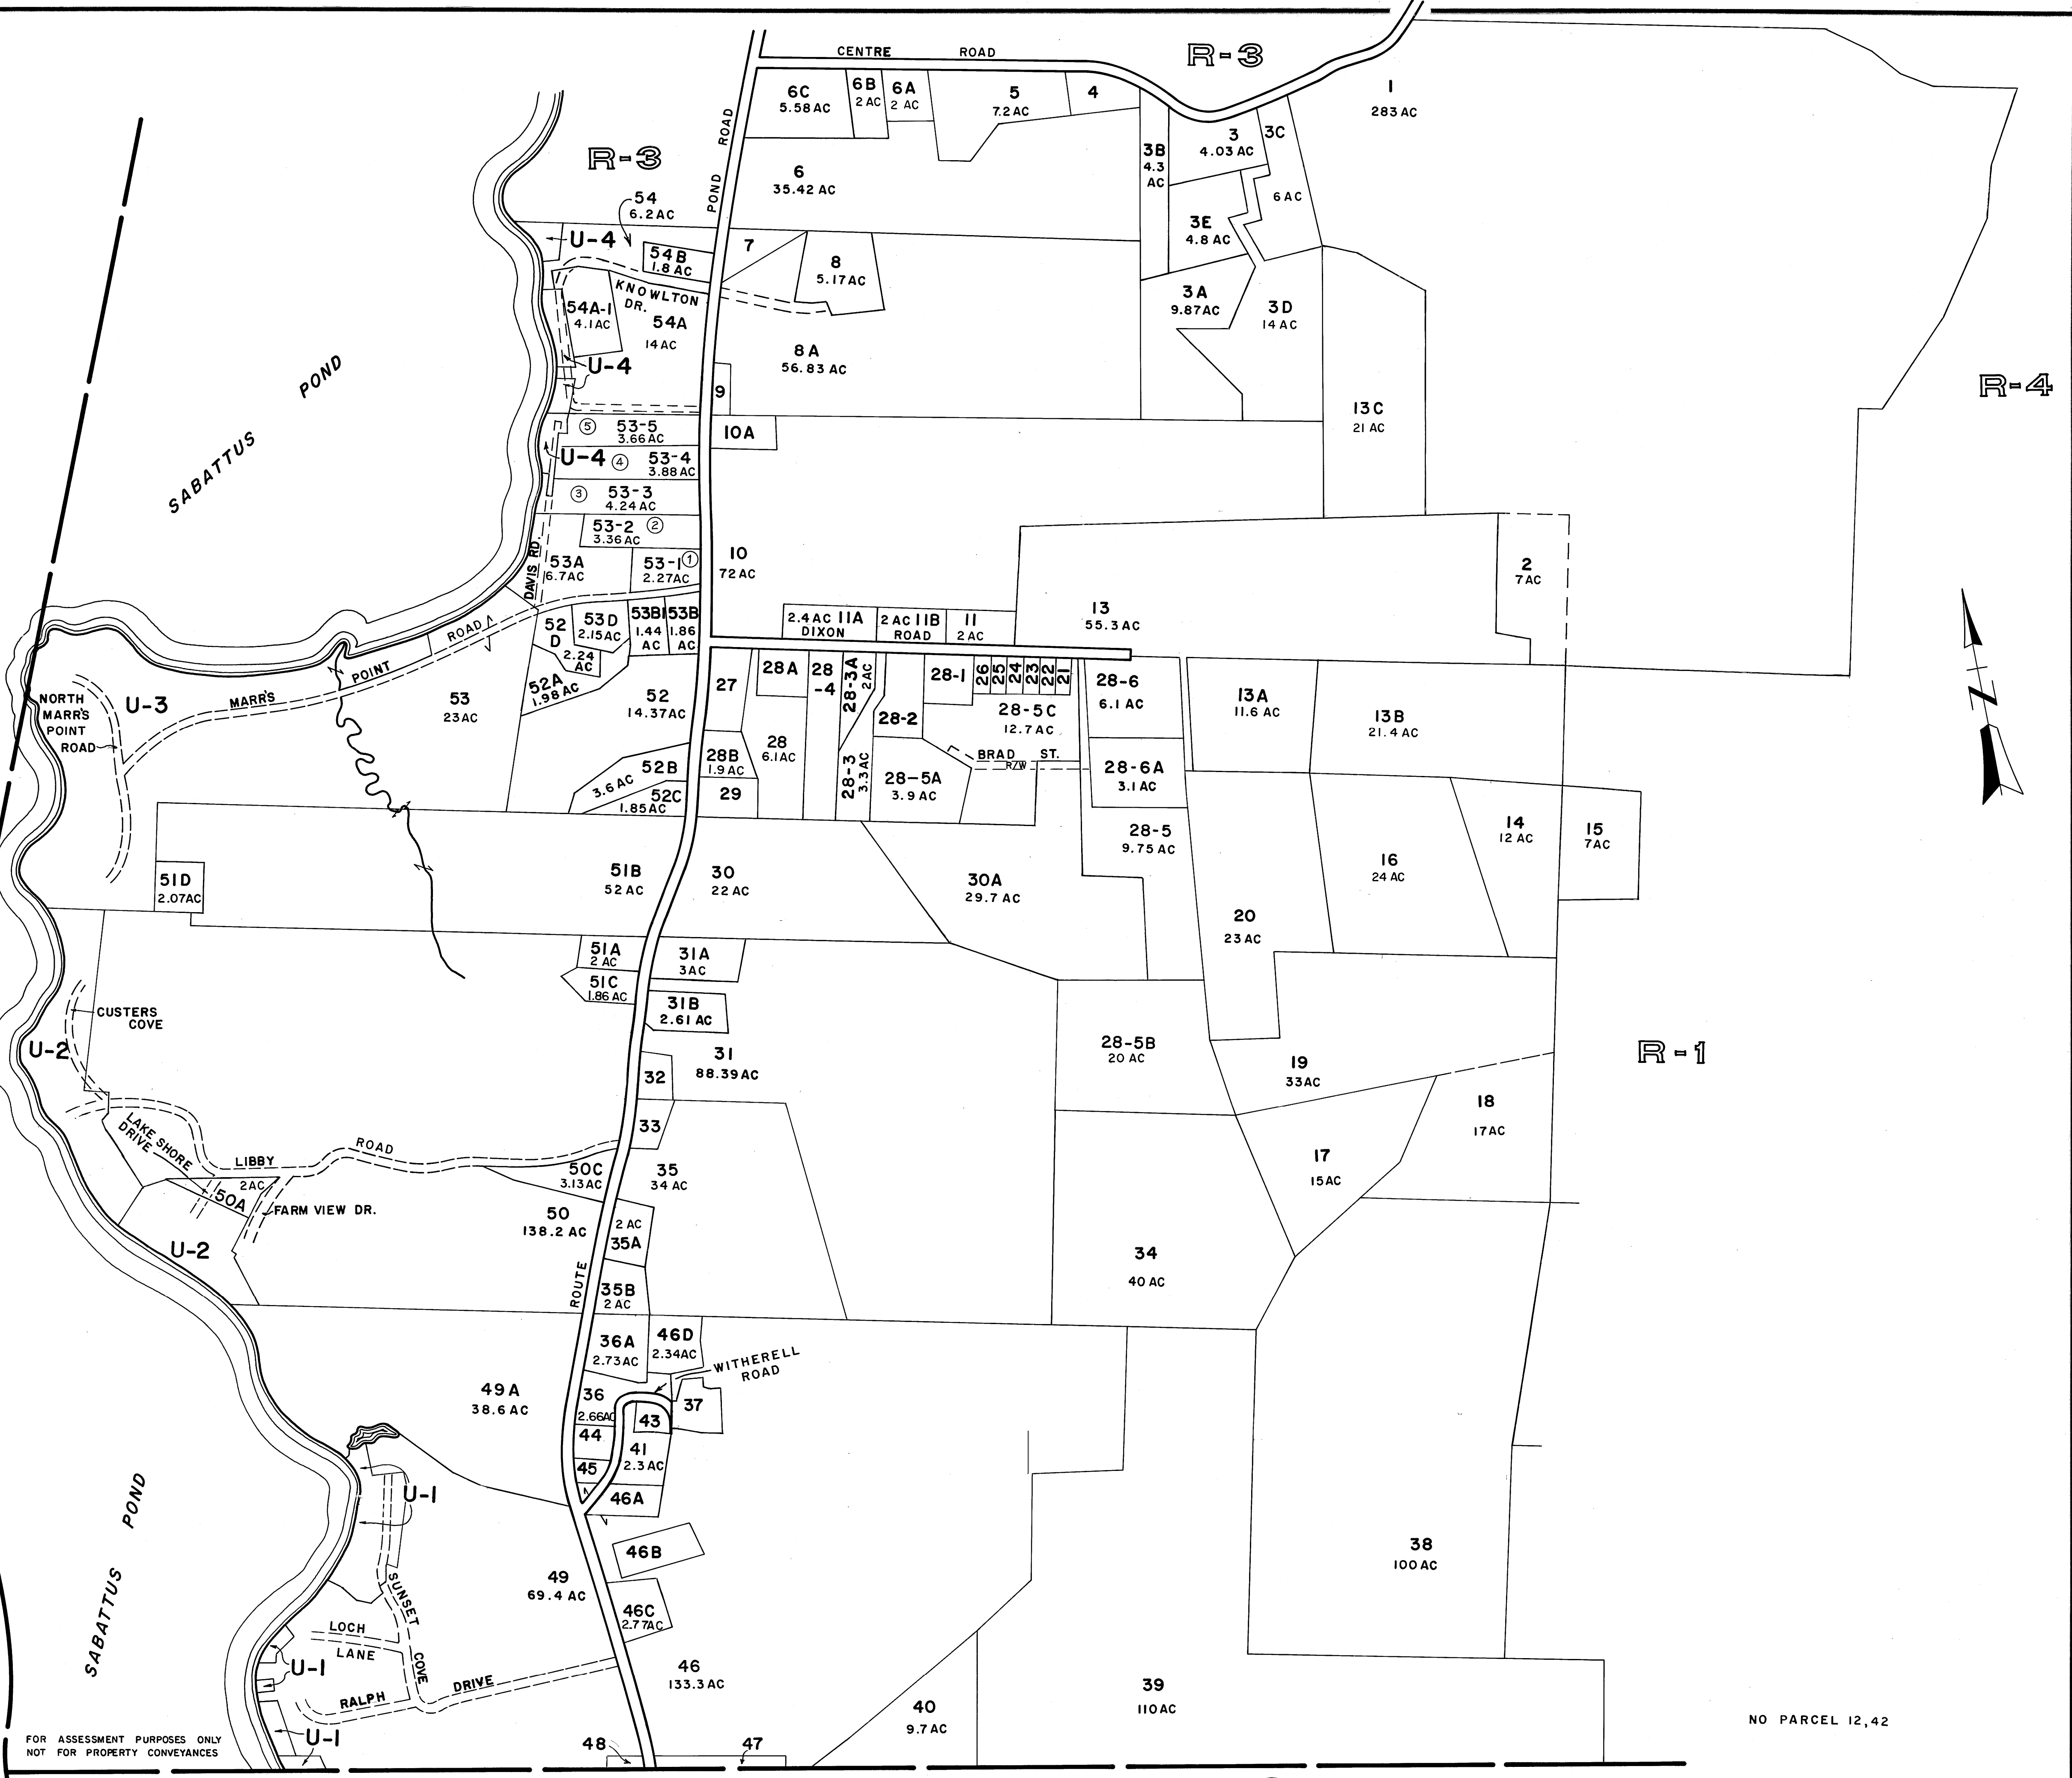 CENTRE ROAD
R-3
1
283 AC
6C
5.58 AC
6B
2 AC
6A
2 AC
5
7.2 AC
4
3B
4.3
AC
3
4.03 AC
3C
6 AC
R-3
POND ROAD
6
35.42 AC
54
6.2 AC
3E
4.8 AC
U-4
54B
1.8 AC
7
8
5.17 AC
KNOWLTON
DR.
54A-1
4.1 AC
54A
14 AC
3A
9.87 AC
3D
14 AC
8A
56.83 AC
U-4
SABATTUS POND
R-4
9
13C
21 AC
5
53-5
3.66 AC
10A
U-4
4
53-4
3.88 AC
3
53-3
4.24 AC
53-2
2
3.36 AC
DAVIS RD.
53A
6.7 AC
53-1
1
2.27 AC
10
72 AC
2
7 AC
2.4 AC 11A
DIXON
2 AC 11B
ROAD
11
2 AC
13
55.3 AC
52
D
2.24
AC
53D
2.15 AC
53B1
1.44
AC
53B
1.86
AC
MARR'S POINT ROAD
52A
1.98 AC
NORTH
MARR'S
POINT
ROAD
U-3
53
23 AC
52
14.37 AC
27
28A
28
-4
28-3A
2 AC
28-1
26
25
24
23
22
21
28-6
6.1 AC
13A
11.6 AC
13B
21.4 AC
28-2
28-5C
12.7 AC
28
6.1 AC
28B
1.9 AC
28-3
3.3 AC
BRAD ST.
R/W
28-5A
3.9 AC
28-6A
3.1 AC
52B
3.6 AC
52C
1.85 AC
29
28-5
9.75 AC
14
12 AC
15
7 AC
16
24 AC
51D
2.07 AC
51B
52 AC
30
22 AC
30A
29.7 AC
20
23 AC
51A
2 AC
31A
3 AC
51C
1.86 AC
31B
2.61 AC
CUSTERS
COVE
U-2
28-5B
20 AC
31
88.39 AC
19
33 AC
R-1
32
33
18
17 AC
LAKE SHORE
DRIVE
LIBBY ROAD
50C
3.13 AC
35
34 AC
17
15 AC
2 AC
50A
FARM VIEW DR.
50
138.2 AC
2 AC
35A
U-2
34
40 AC
ROUTE
35B
2 AC
36A
2.73 AC
46D
2.34 AC
WITHERELL
ROAD
49A
38.6 AC
36
2.66 AC
37
43
44
41
2.3 AC
45
46A
U-1
SABATTUS POND
46B
38
100 AC
49
69.4 AC
SUNSET COVE
46C
2.77 AC
LOCH
LANE
U-1
RALPH DRIVE
46
133.3 AC
39
110 AC
40
9.7 AC
NO PARCEL 12,42
U-1
48
47
FOR ASSESSMENT PURPOSES ONLY
NOT FOR PROPERTY CONVEYANCES